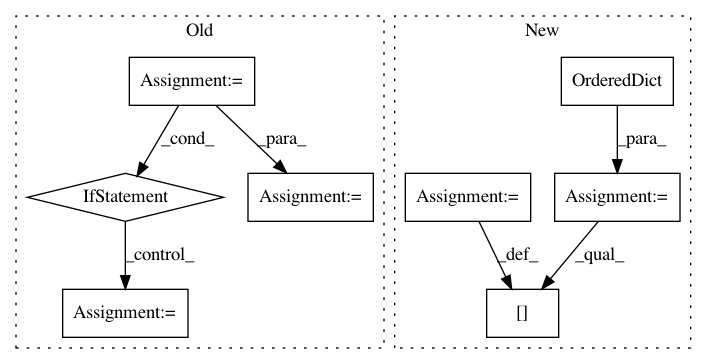 Old
New
Assignment:=
OrderedDict
_cond_
_para_
_para_
IfStatement
Assignment:=
Assignment:=
Assignment:=
_control_
_def_
_qual_
Assignment:=
[]